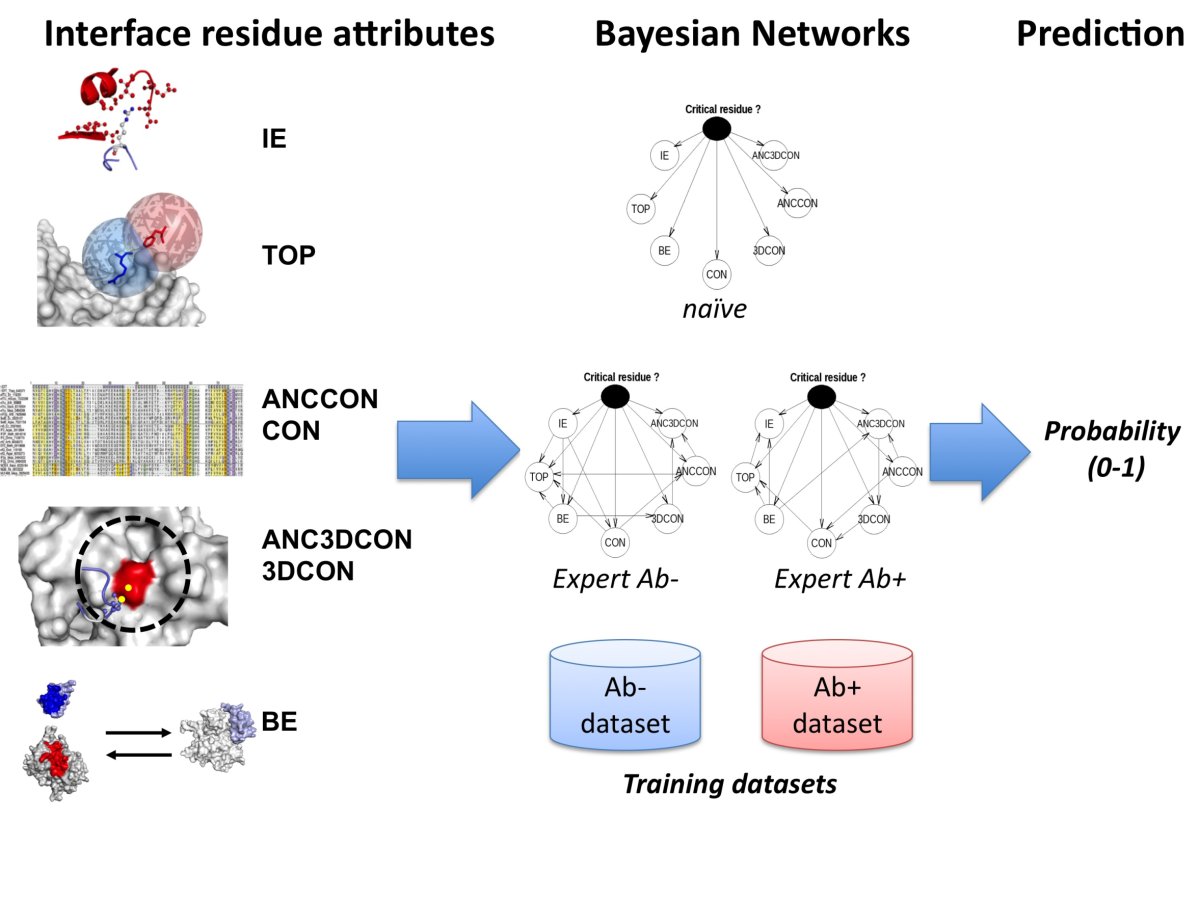 Interface residue attributes
Bayesian Networks
Prediction
IE
TOP
ANCCON
CON
ANC3DCON
3DCON
BE
Critical residue ?
IE
ANC3DCON
TOP
ANCCON
BE
3DCON
CON
naïve
Critical residue ?
IE
ANC3DCON
TOP
ANCCON
BE
3DCON
CON
Expert Ab-
Critical residue ?
IE
ANC3DCON
TOP
ANCCON
BE
3DCON
CON
Expert Ab+
Ab-
dataset
Ab+
dataset
Training datasets
Probability
(0-1)